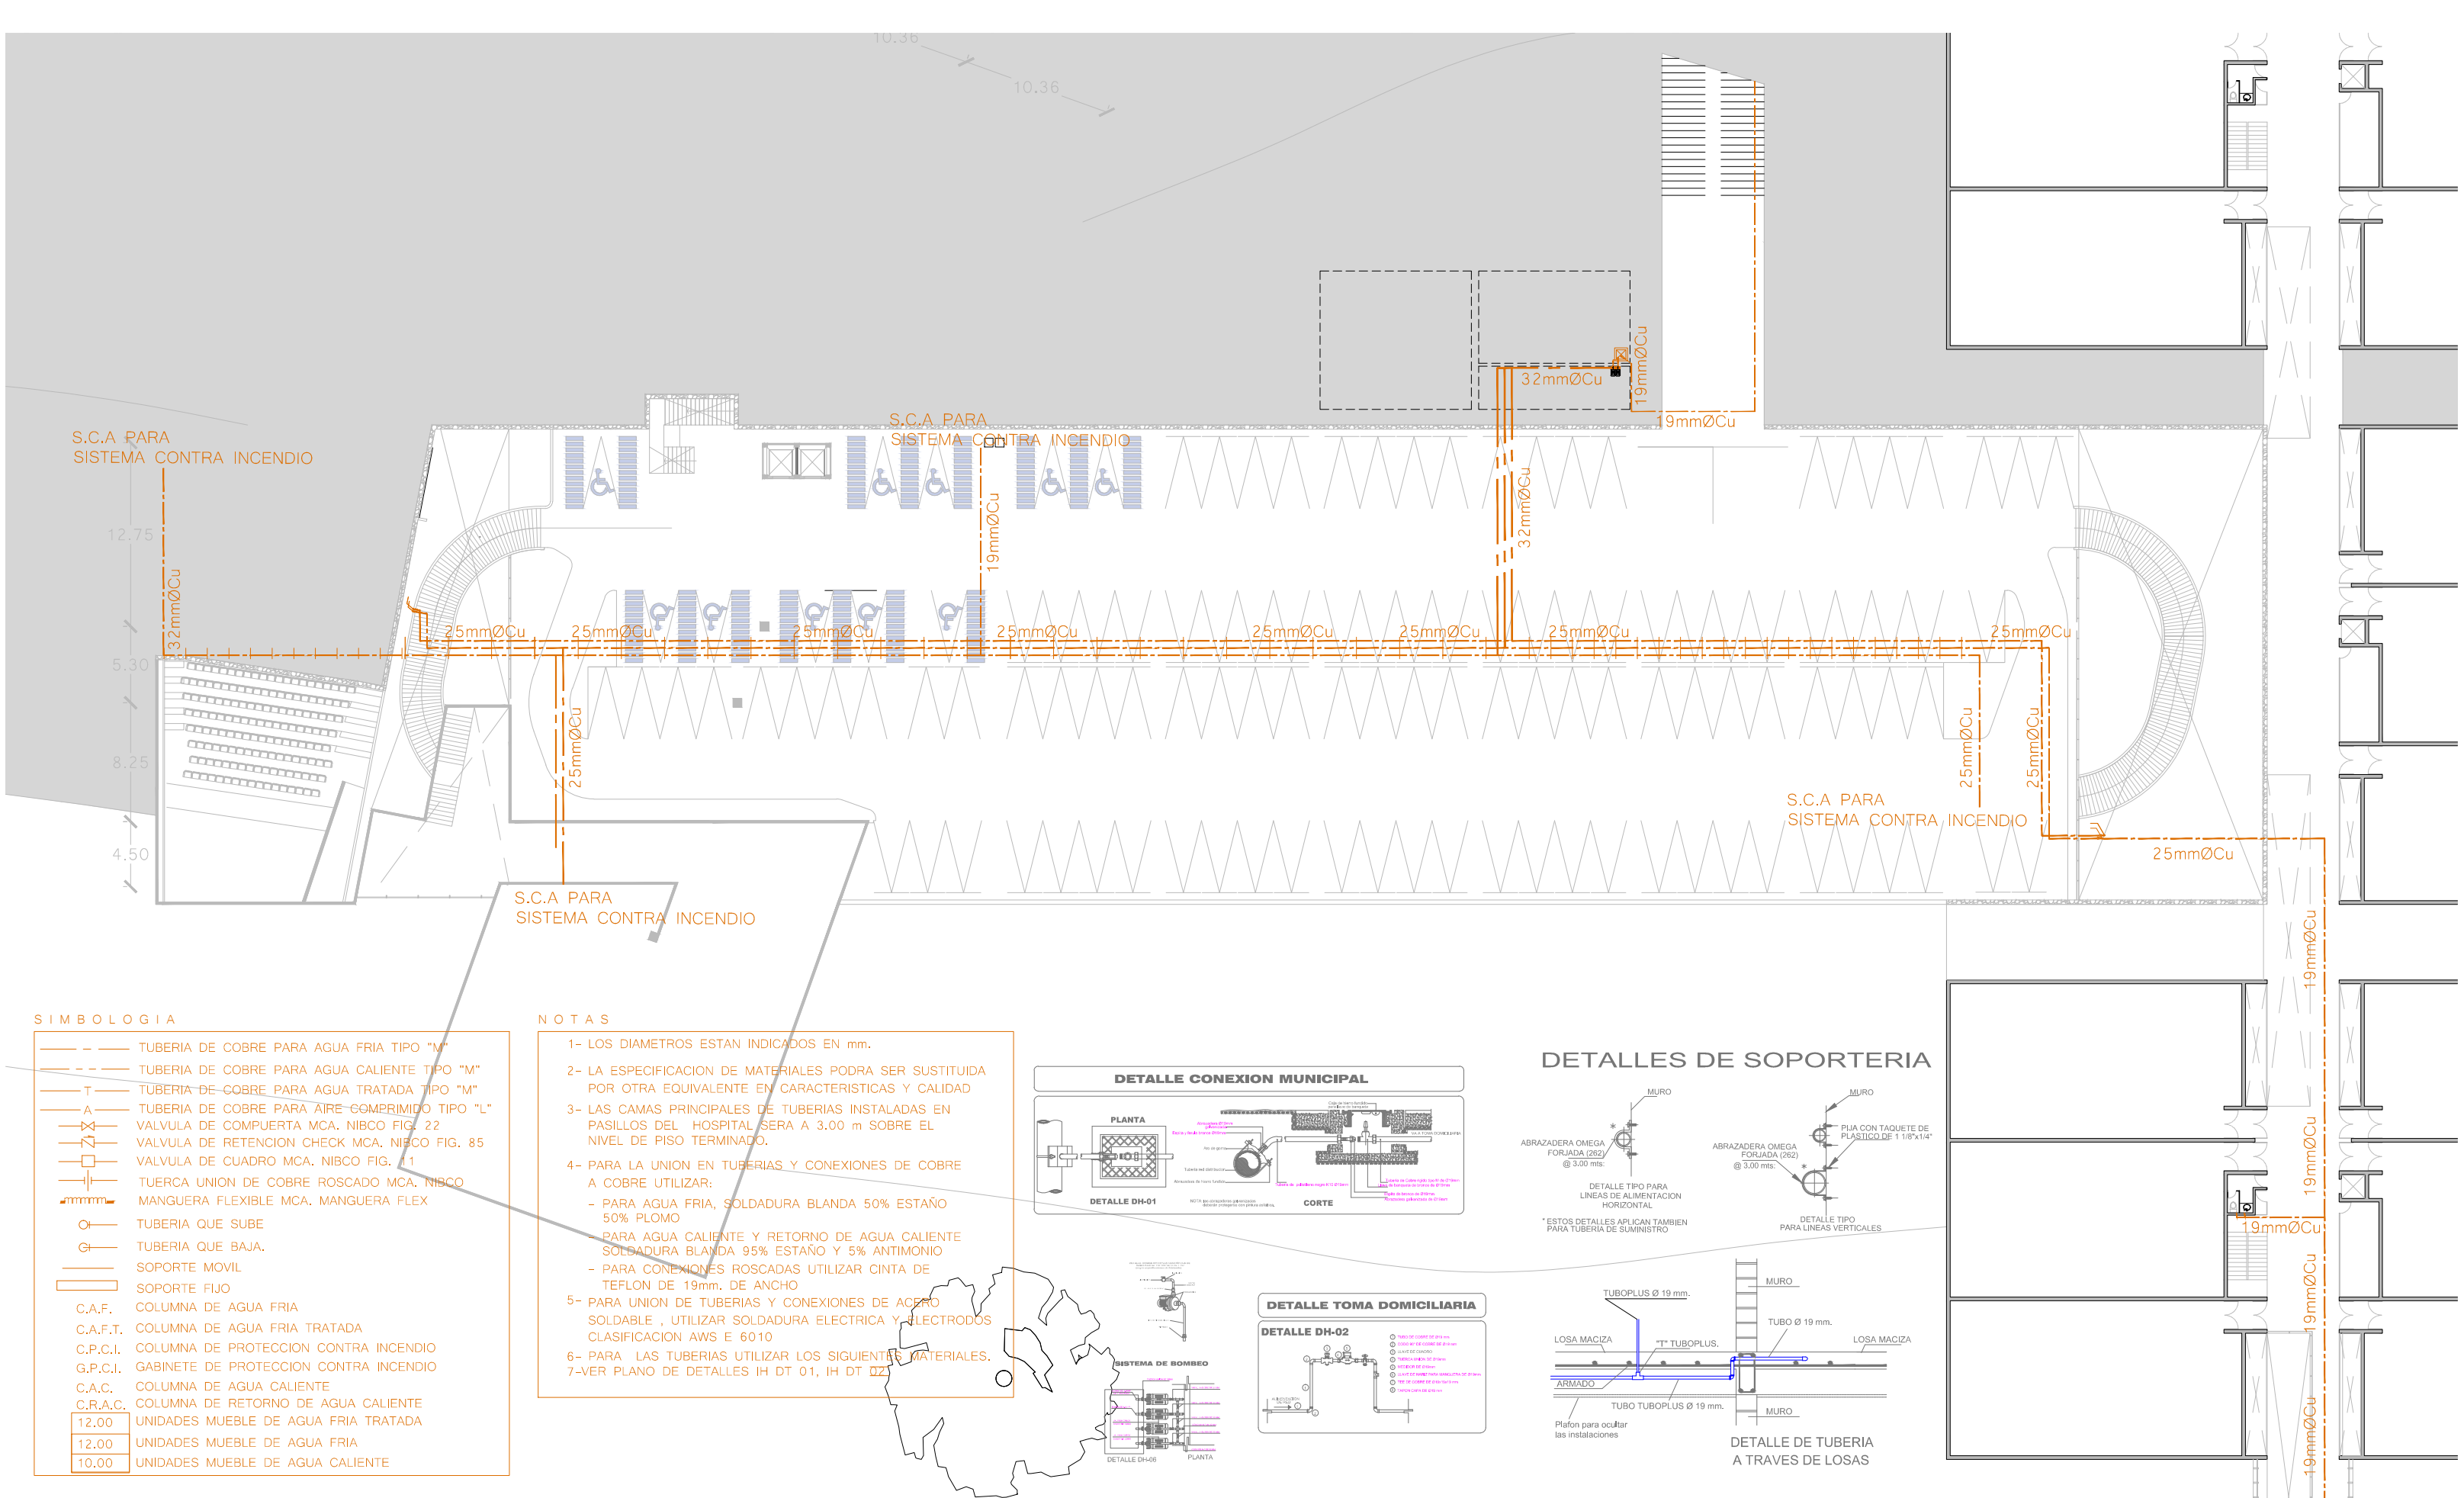 10.36
10.36
S.C.A PARA
SISTEMA CONTRA INCENDIO
S.C.A PARA
SISTEMA CONTRA INCENDIO
32mmØCu
19mmØCu
19mmØCu
12.75
32mmØCu
19mmØCu
32mmØCu
25mmØCu
25mmØCu
25mmØCu
25mmØCu
25mmØCu
25mmØCu
25mmØCu
25mmØCu
5.30
8.25
4.50
25mmØCu
25mmØCu
25mmØCu
S.C.A PARA
SISTEMA CONTRA INCENDIO
25mmØCu
S.C.A PARA
SISTEMA CONTRA INCENDIO
19mmØCu
19mmØCu
19mmØCu
19mmØCu
19mmØCu
SIMBOLOGIA
TUBERIA DE COBRE PARA AGUA FRIA TIPO "M"
TUBERIA DE COBRE PARA AGUA CALIENTE TIPO "M"
T TUBERIA DE COBRE PARA AGUA TRATADA TIPO "M"
A TUBERIA DE COBRE PARA AIRE COMPRIMIDO TIPO "L"
VALVULA DE COMPUERTA MCA. NIBCO FIG. 22
VALVULA DE RETENCION CHECK MCA. NIBCO FIG. 85
VALVULA DE CUADRO MCA. NIBCO FIG. 11
TUERCA UNION DE COBRE ROSCADO MCA. NIBCO
MANGUERA FLEXIBLE MCA. MANGUERA FLEX
TUBERIA QUE SUBE
TUBERIA QUE BAJA.
SOPORTE MOVIL
SOPORTE FIJO
C.A.F. COLUMNA DE AGUA FRIA
C.A.F.T. COLUMNA DE AGUA FRIA TRATADA
C.P.C.I. COLUMNA DE PROTECCION CONTRA INCENDIO
G.P.C.I. GABINETE DE PROTECCION CONTRA INCENDIO
C.A.C. COLUMNA DE AGUA CALIENTE
C.R.A.C. COLUMNA DE RETORNO DE AGUA CALIENTE
12.00 UNIDADES MUEBLE DE AGUA FRIA TRATADA
12.00 UNIDADES MUEBLE DE AGUA FRIA
10.00 UNIDADES MUEBLE DE AGUA CALIENTE
NOTAS
1- LOS DIAMETROS ESTAN INDICADOS EN mm.
2- LA ESPECIFICACION DE MATERIALES PODRA SER SUSTITUIDA
POR OTRA EQUIVALENTE EN CARACTERISTICAS Y CALIDAD
3- LAS CAMAS PRINCIPALES DE TUBERIAS INSTALADAS EN
PASILLOS DEL HOSPITAL SERA A 3.00 m SOBRE EL
NIVEL DE PISO TERMINADO.
4- PARA LA UNION EN TUBERIAS Y CONEXIONES DE COBRE
A COBRE UTILIZAR:
- PARA AGUA FRIA, SOLDADURA BLANDA 50% ESTAÑO
50% PLOMO
- PARA AGUA CALIENTE Y RETORNO DE AGUA CALIENTE
SOLDADURA BLANDA 95% ESTAÑO Y 5% ANTIMONIO
- PARA CONEXIONES ROSCADAS UTILIZAR CINTA DE
TEFLON DE 19mm. DE ANCHO
5- PARA UNION DE TUBERIAS Y CONEXIONES DE ACERO
SOLDABLE , UTILIZAR SOLDADURA ELECTRICA Y ELECTRODOS
CLASIFICACION AWS E 6010
6- PARA LAS TUBERIAS UTILIZAR LOS SIGUIENTES MATERIALES.
7-VER PLANO DE DETALLES IH DT 01, IH DT 02
DETALLE CONEXION MUNICIPAL
PLANTA
DETALLE DH-01
CORTE
SISTEMA DE BOMBEO
DETALLE DH-06
PLANTA
DETALLE TOMA DOMICILIARIA
DETALLE DH-02
DETALLES DE SOPORTERIA
MURO
ABRAZADERA OMEGA
FORJADA (262)
@ 3.00 mts:
DETALLE TIPO PARA
LINEAS DE ALIMENTACION
HORIZONTAL
* ESTOS DETALLES APLICAN TAMBIEN
PARA TUBERIA DE SUMINISTRO
MURO
PIJA CON TAQUETE DE
PLASTICO DE 1 1/8"x1/4"
ABRAZADERA OMEGA
FORJADA (262)
@ 3.00 mts:
DETALLE TIPO
PARA LINEAS VERTICALES
19mmØCu
TUBOPLUS Ø 19 mm.
MURO
TUBO Ø 19 mm.
LOSA MACIZA
"T" TUBOPLUS.
LOSA MACIZA
ARMADO
TUBO TUBOPLUS Ø 19 mm.
MURO
Plafon para ocultar
las instalaciones
DETALLE DE TUBERIA
A TRAVES DE LOSAS